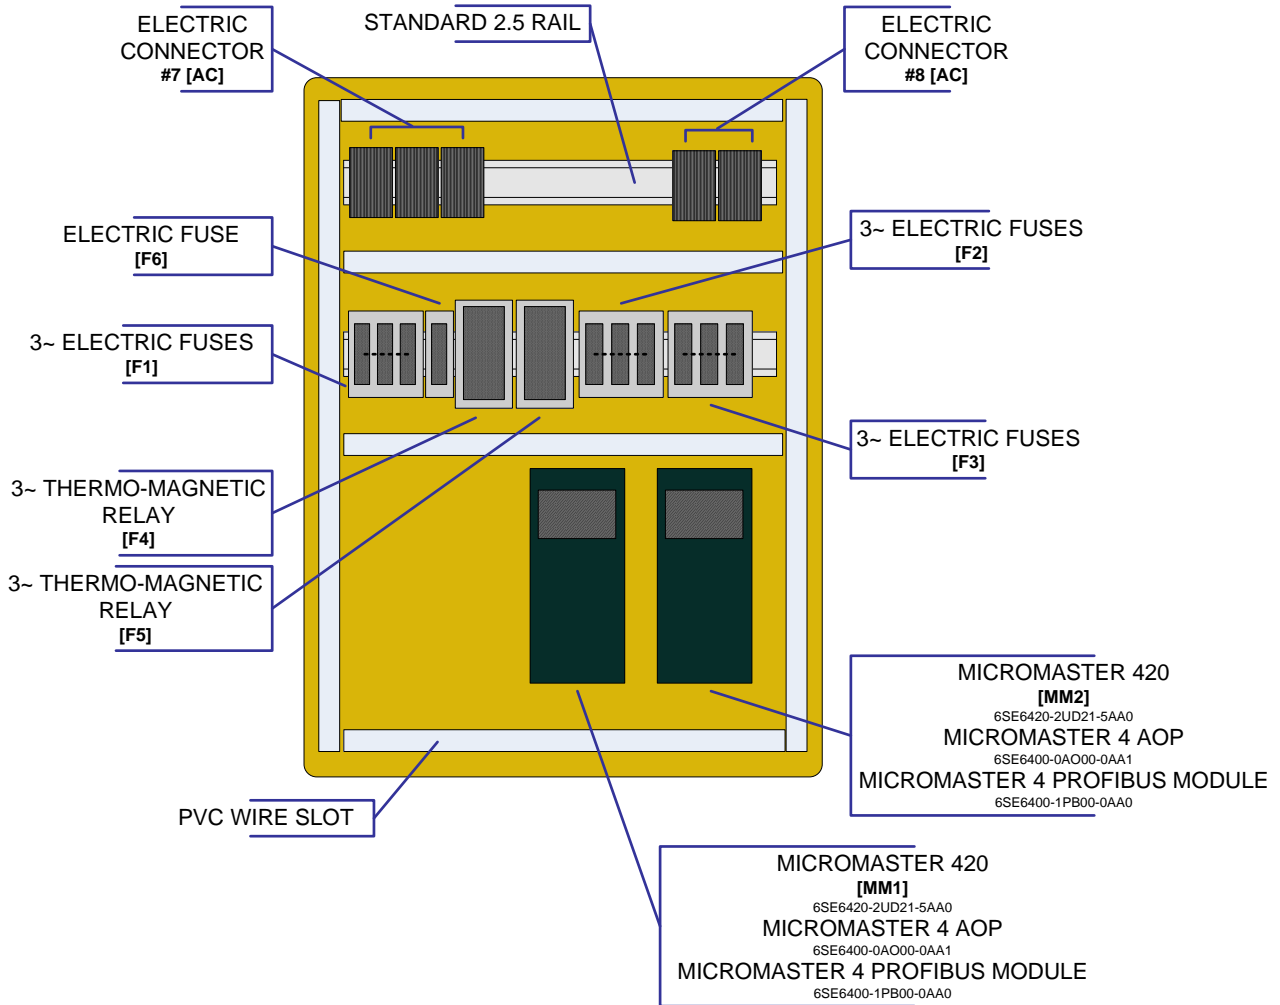 ELECTRIC
CONNECTOR
#7 [AC]
STANDARD 2.5 RAIL
ELECTRIC
CONNECTOR
#8 [AC]
ELECTRIC FUSE
[F6]
3~ ELECTRIC FUSES
[F2]
3~ ELECTRIC FUSES
[F1]
3~ ELECTRIC FUSES
[F3]
3~ THERMO-MAGNETIC
RELAY
[F4]
3~ THERMO-MAGNETIC
RELAY
[F5]
MICROMASTER 420
[MM2]
6SE6420-2UD21-5AA0
MICROMASTER 4 AOP
6SE6400-0AO00-0AA1
MICROMASTER 4 PROFIBUS MODULE
6SE6400-1PB00-0AA0
PVC WIRE SLOT
MICROMASTER 420
[MM1]
6SE6420-2UD21-5AA0
MICROMASTER 4 AOP
6SE6400-0AO00-0AA1
MICROMASTER 4 PROFIBUS MODULE
6SE6400-1PB00-0AA0